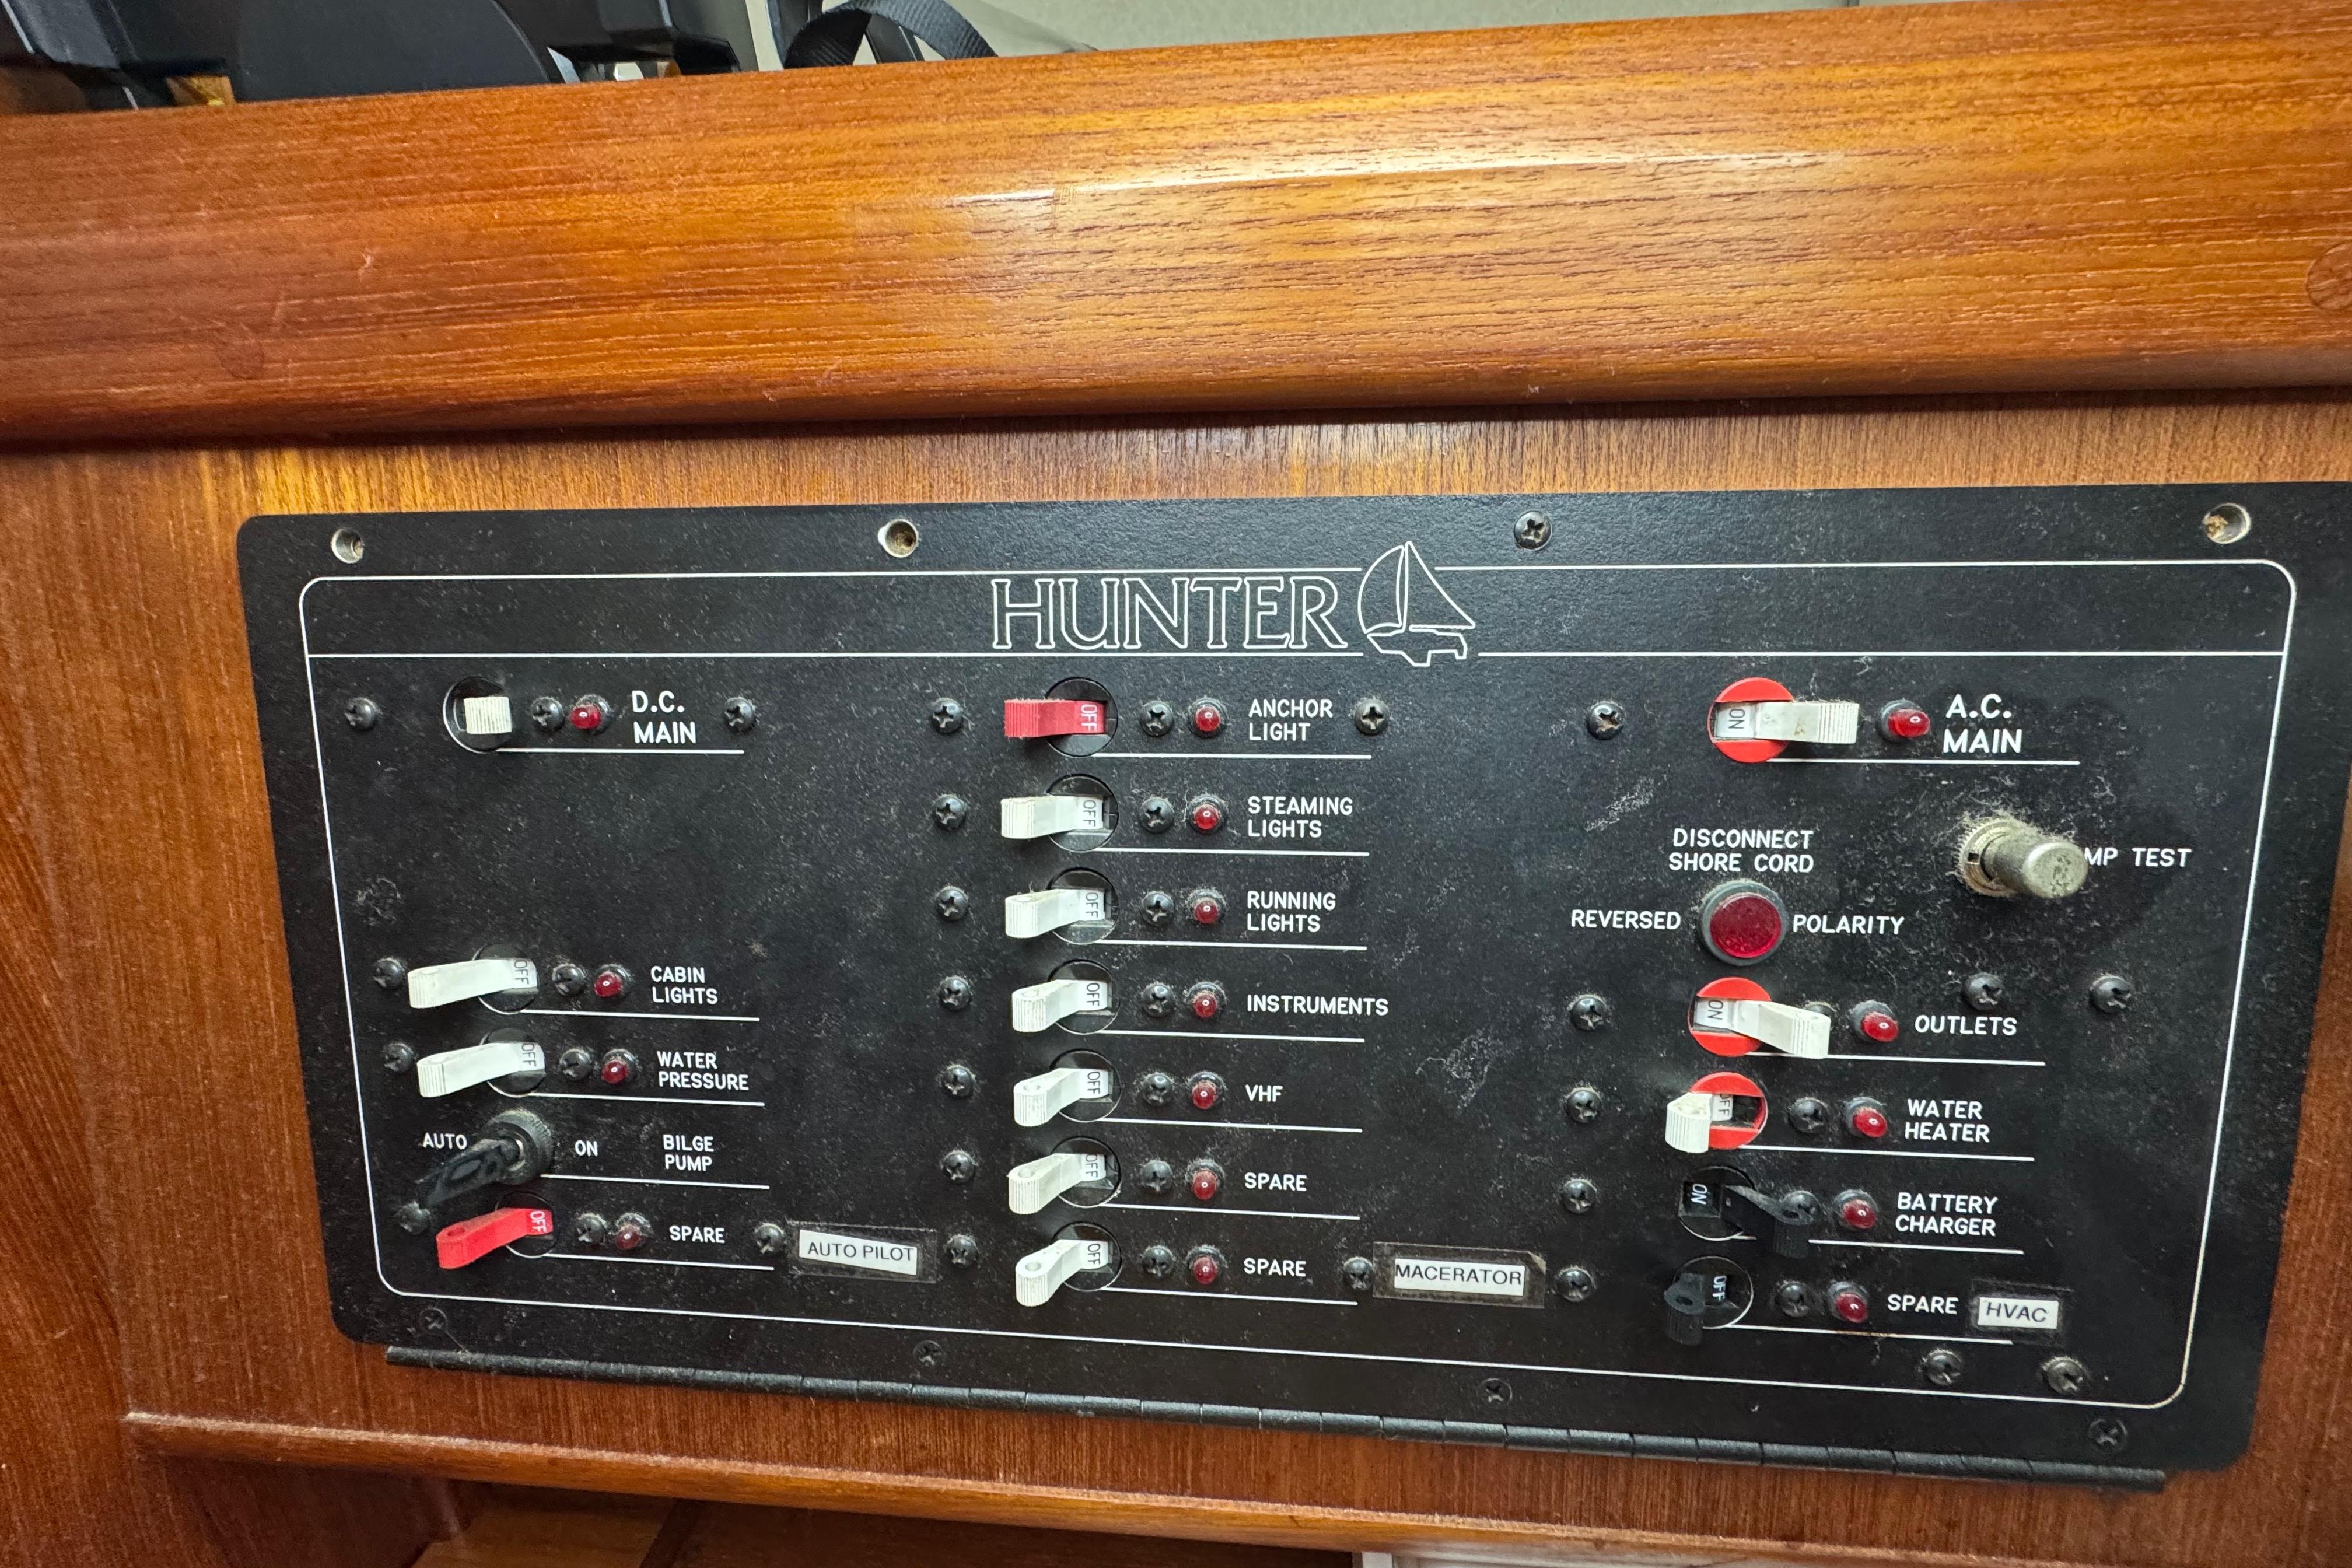 HUNTER
D.C.
MAIN
OFF
CABIN
LIGHTS
OFF
WATER
PRESSURE
AUTO
ON
BILGE
PUMP
OFF
SPARE
AUTO PILOT
OFF
ANCHOR
LIGHT
OFF
STEAMING
LIGHTS
OFF
RUNNING
LIGHTS
OFF
INSTRUMENTS
OFF
VHF
OFF
SPARE
OFF
SPARE
MACERATOR
ON
A.C.
MAIN
DISCONNECT
SHORE CORD
REVERSED
POLARITY
TEST
ON
OUTLETS
OFF
WATER
HEATER
ON
BATTERY
CHARGER
OFF
SPARE
HVAC